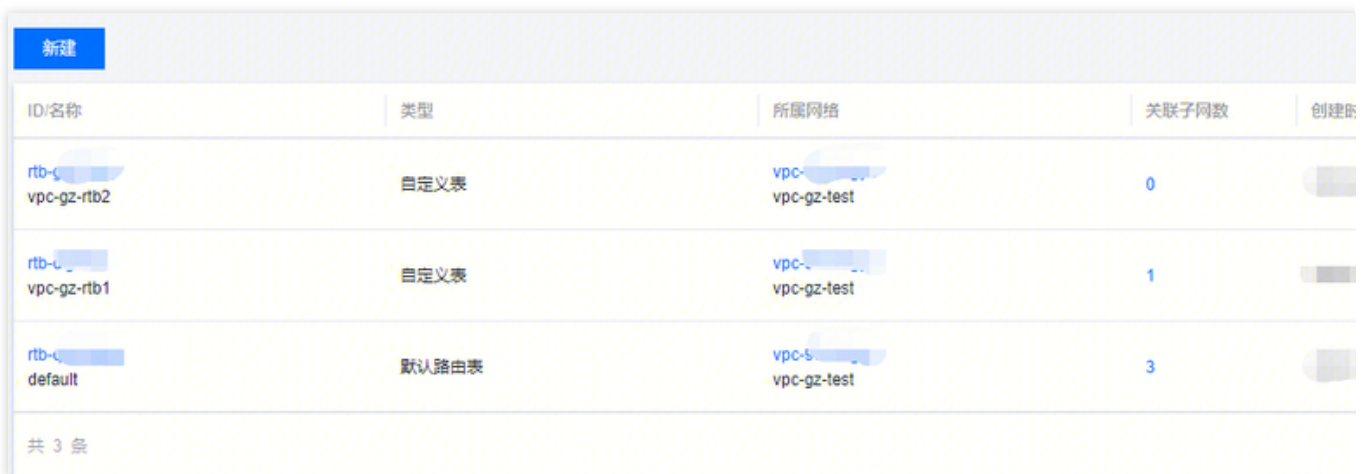 新建
ID/名称 类型 所属网络 关联子网数 创建时
rtb- vpc-
自定义表 0
vpc-gz-rtb2 vpc-gz-test
rtb- vpc-
自定义表 1
vpc-gz-rtb1 vpc-gz-test
rtb- vpc-
默认路由表 3
default vpc-gz-test
共 3 条